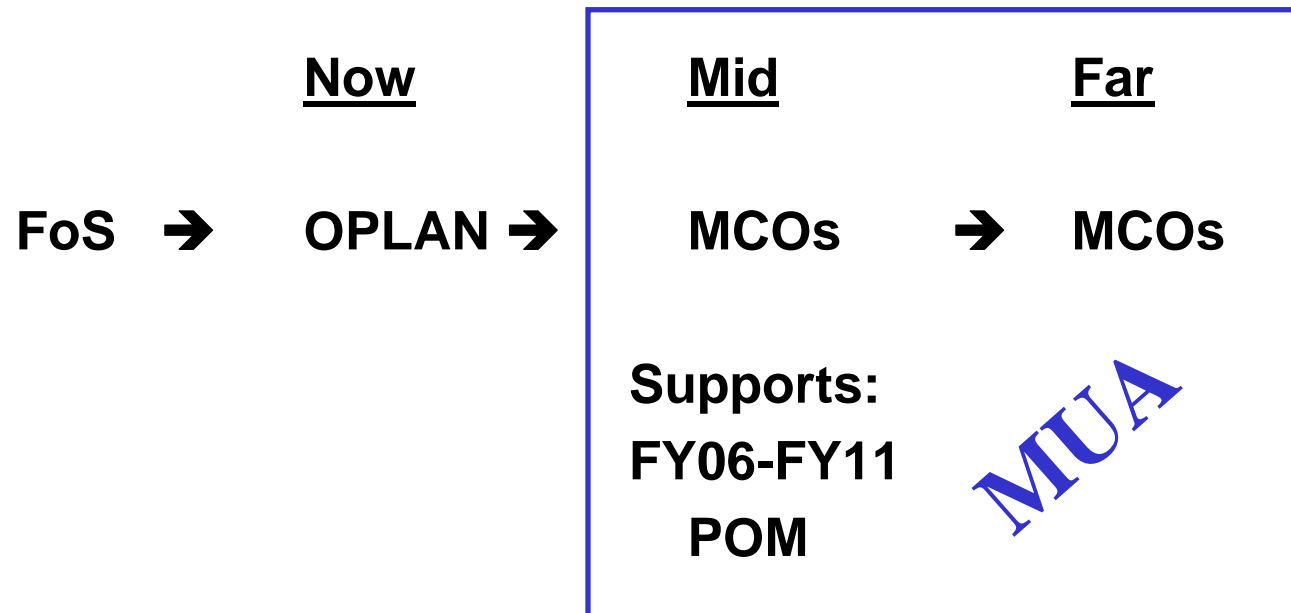 Now Mid Far
FoS ➔ OPLAN ➔ MCOs ➔ MCOs
Supports:
FY06-FY11
POM
MUA